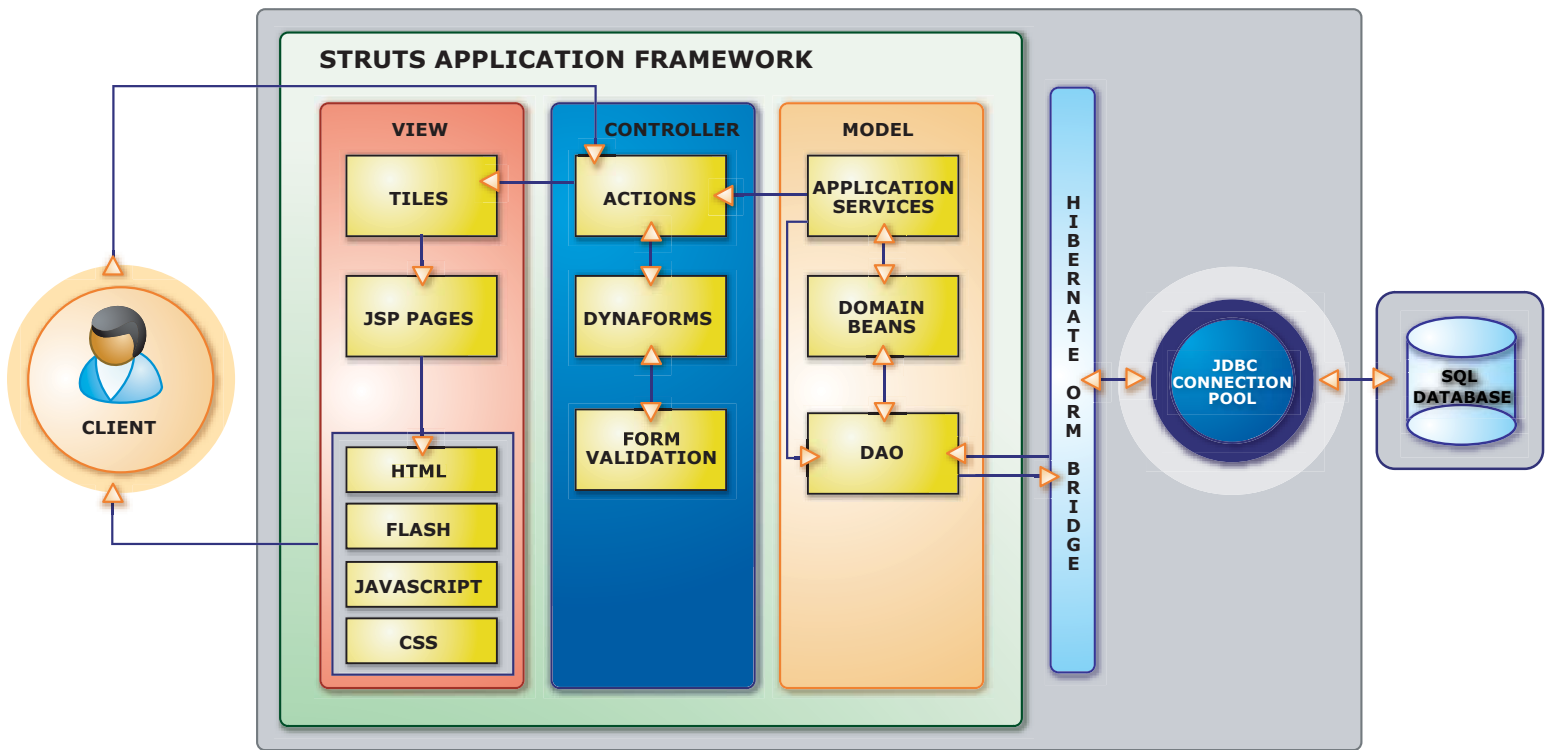 STRUTS APPLICATION FRAMEWORK
VIEW
TILES
JSP PAGES
HTML
FLASH
JAVASCRIPT
CSS
CONTROLLER
ACTIONS
DYNAFORMS
FORM
VALIDATION
MODEL
APPLICATION
SERVICES
DOMAIN
BEANS
DAO
HIBERNATE ORM BRIDGE
JDBC
CONNECTION
POOL
SQL
DATABASE
CLIENT